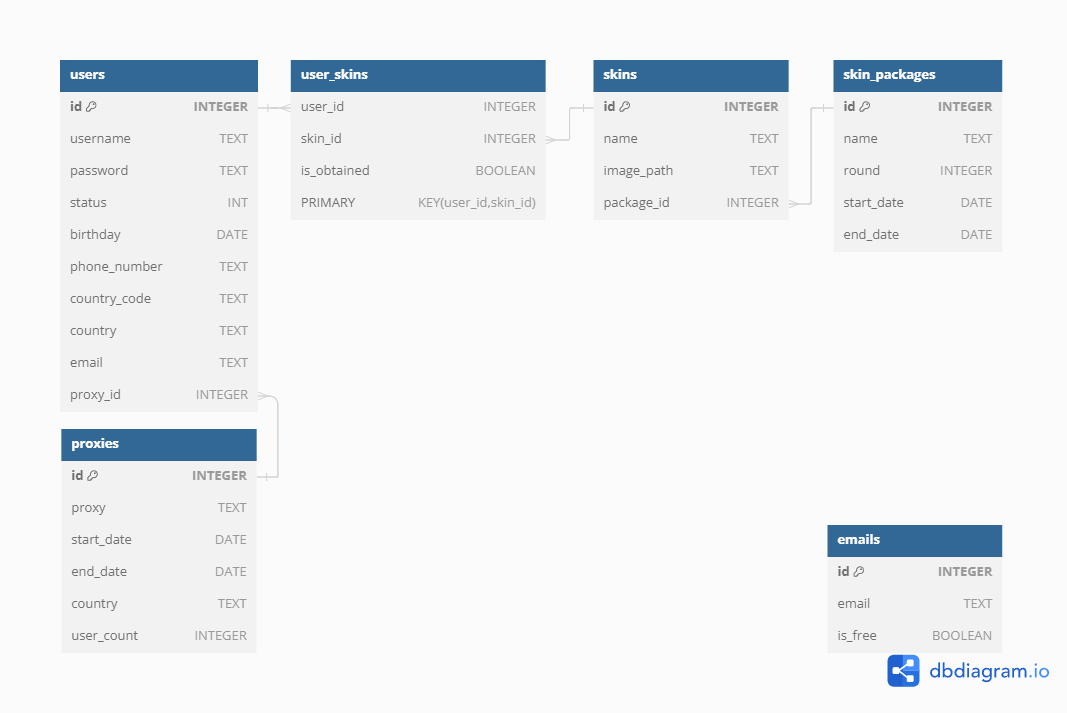 users
id INTEGER
username TEXT
password TEXT
status INT
birthday DATE
phone_number TEXT
country_code TEXT
country TEXT
email TEXT
proxy_id INTEGER
user_skins
user_id INTEGER
skin_id INTEGER
is_obtained BOOLEAN
PRIMARY KEY(user_id,skin_id)
skins
id INTEGER
name TEXT
image_path TEXT
package_id INTEGER
skin_packages
id INTEGER
name TEXT
round INTEGER
start_date DATE
end_date DATE
proxies
id INTEGER
proxy TEXT
start_date DATE
end_date DATE
country TEXT
user_count INTEGER
emails
id INTEGER
email TEXT
is_free BOOLEAN
dbdiagram.io